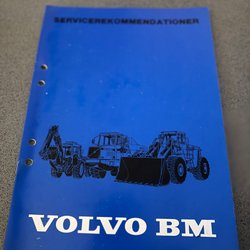 SERVICEREKOMMENDATIONER
VOLVO BM